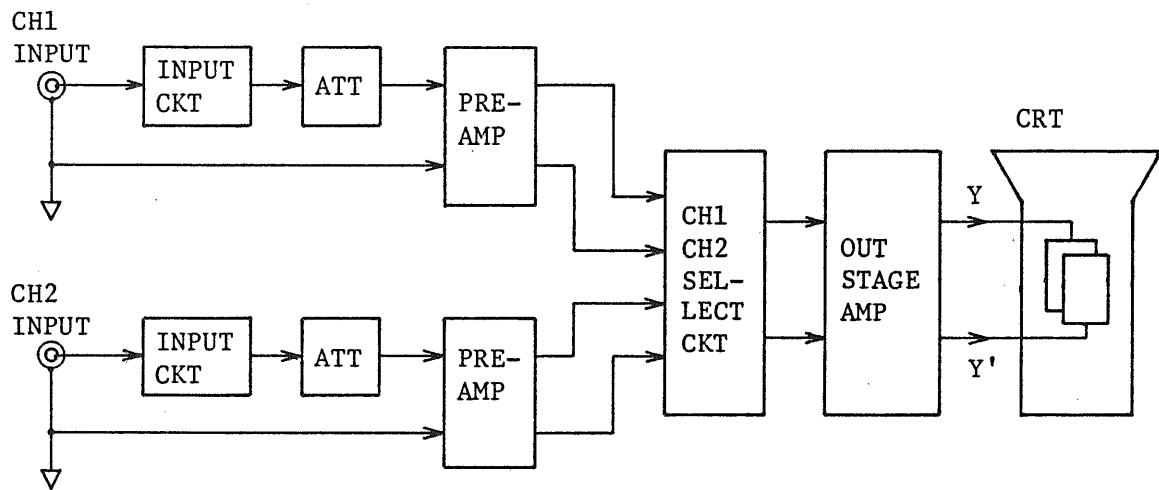 CH1
INPUT
INPUT
CKT
ATT
PRE-
AMP
CH2
INPUT
INPUT
CKT
ATT
PRE-
AMP
CH1
CH2
SEL-
LECT
CKT
OUT
STAGE
AMP
Y
Y'
CRT